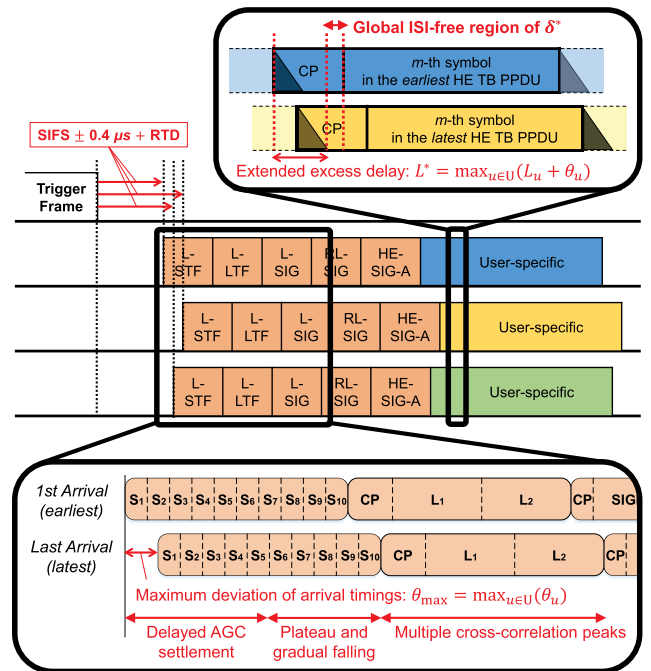 Global ISI-free region of δ*
CP
m-th symbol
in the earliest HE TB PPDU
CP
m-th symbol
in the latest HE TB PPDU
Extended excess delay: L* = max_{u∈U}(L_u + θ_u)
SIFS ± 0.4 μs + RTD
Trigger
Frame
L-STF L-LTF L-SIG RL-SIG HE-SIG-A User-specific
L-STF L-LTF L-SIG RL-SIG HE-SIG-A User-specific
L-STF L-LTF L-SIG RL-SIG HE-SIG-A User-specific
1st Arrival
(earliest)
S₁ S₂ S₃ S₄ S₅ S₆ S₇ S₈ S₉ S₁₀ CP L₁ L₂ CP SIG
Last Arrival
(latest)
S₁ S₂ S₃ S₄ S₅ S₆ S₇ S₈ S₉ S₁₀ CP L₁ L₂ CP
Maximum deviation of arrival timings: θ_max = max_{u∈U}(θ_u)
Delayed AGC
settlement
Plateau and
gradual falling
Multiple cross-correlation peaks